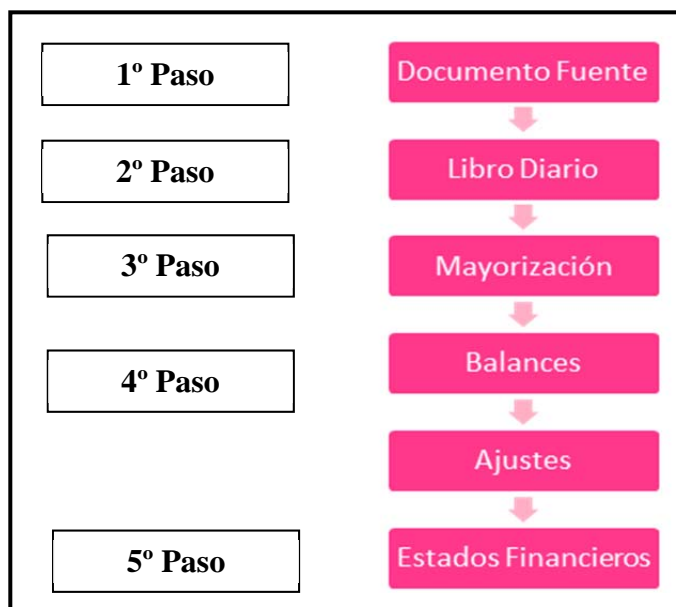 1º Paso
Documento Fuente
2º Paso
Libro Diario
3º Paso
Mayorización
4º Paso
Balances
Ajustes
5º Paso
Estados Financieros